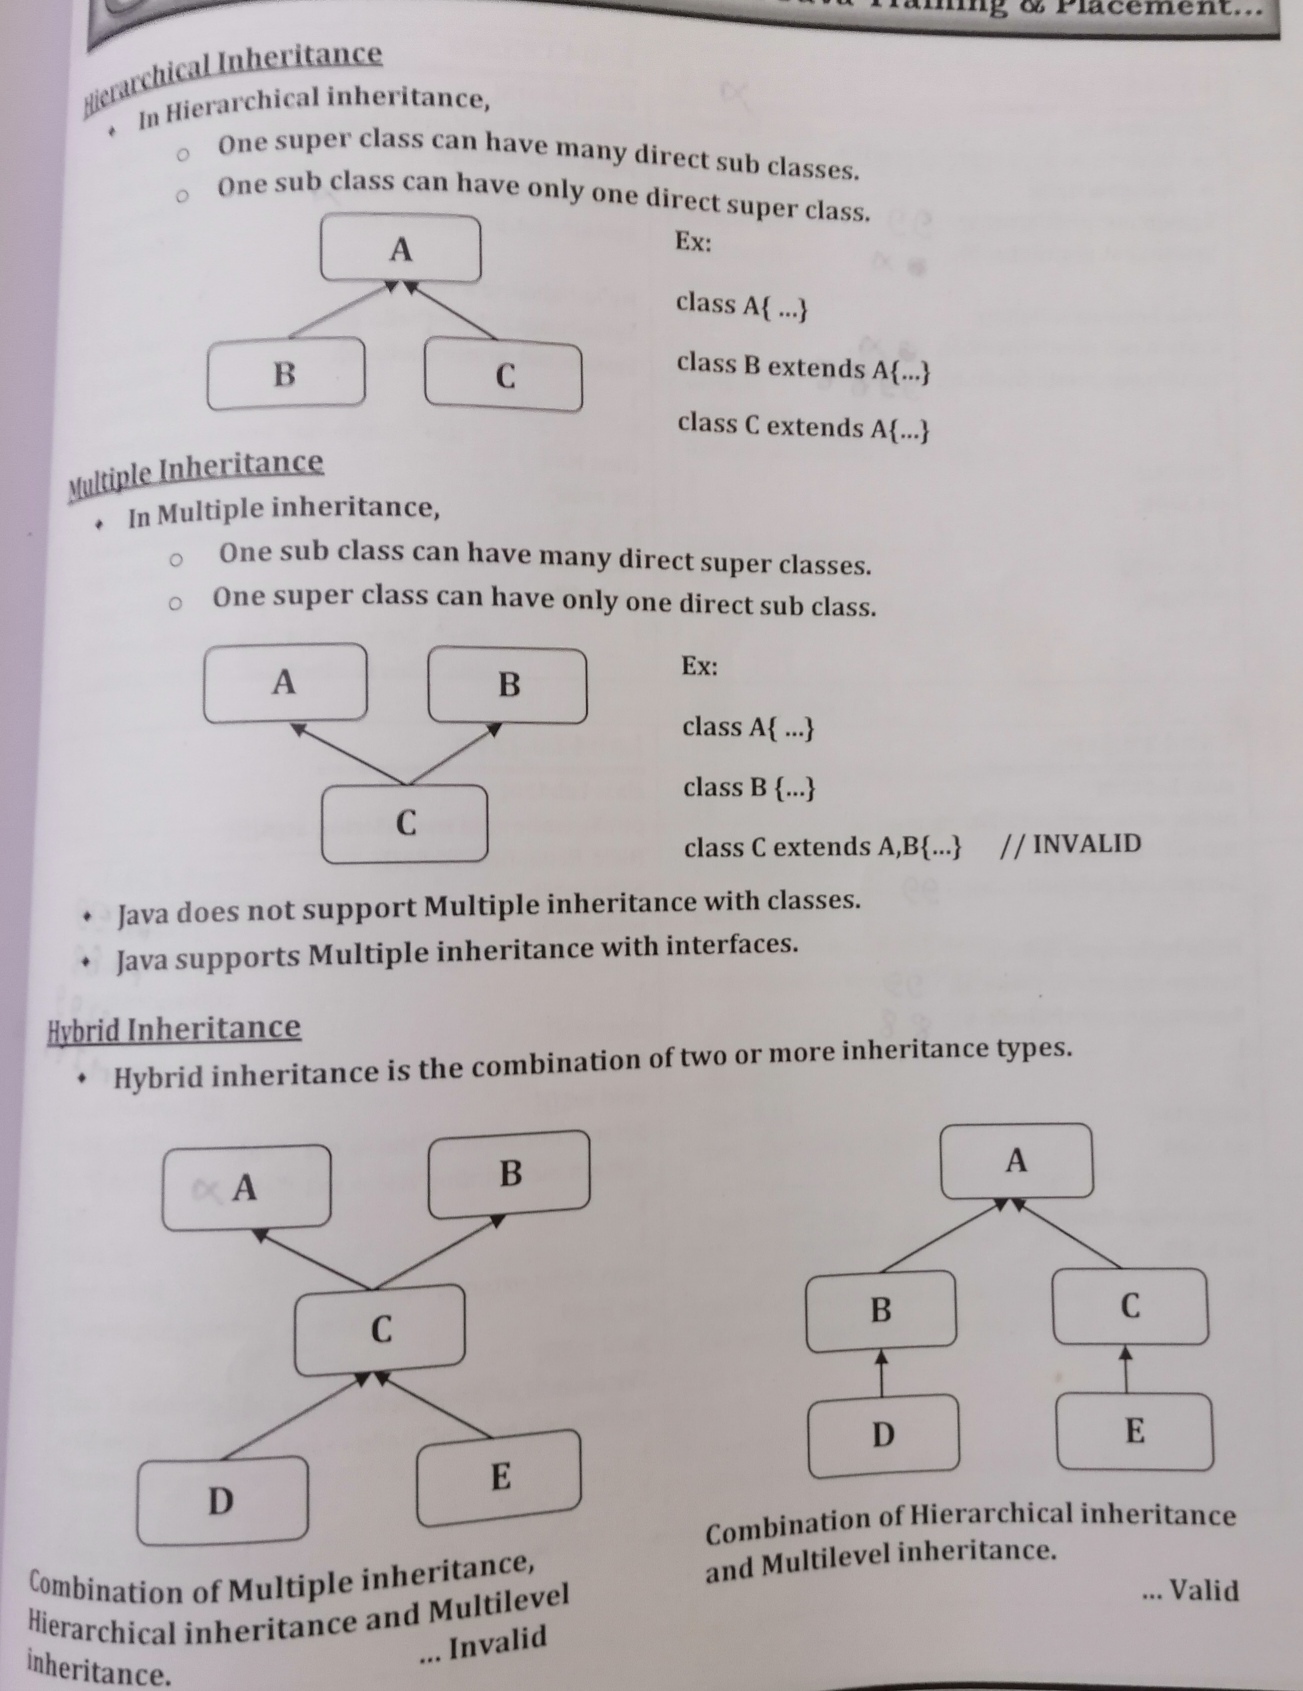 Training & Placement...
Hierarchical Inheritance
• In Hierarchical inheritance,
o One super class can have many direct sub classes.
o One sub class can have only one direct super class.
A
B
C
Ex:
class A{ ...}
class B extends A{...}
class C extends A{...}
Multiple Inheritance
• In Multiple inheritance,
o One sub class can have many direct super classes.
o One super class can have only one direct sub class.
A
B
C
Ex:
class A{ ...}
class B {...}
class C extends A,B{...} // INVALID
• Java does not support Multiple inheritance with classes.
• Java supports Multiple inheritance with interfaces.
Hybrid Inheritance
• Hybrid inheritance is the combination of two or more inheritance types.
A
B
C
D
E
Combination of Multiple inheritance,
Hierarchical inheritance and Multilevel
inheritance.
... Invalid
A
B
C
D
E
Combination of Hierarchical inheritance
and Multilevel inheritance.
... Valid